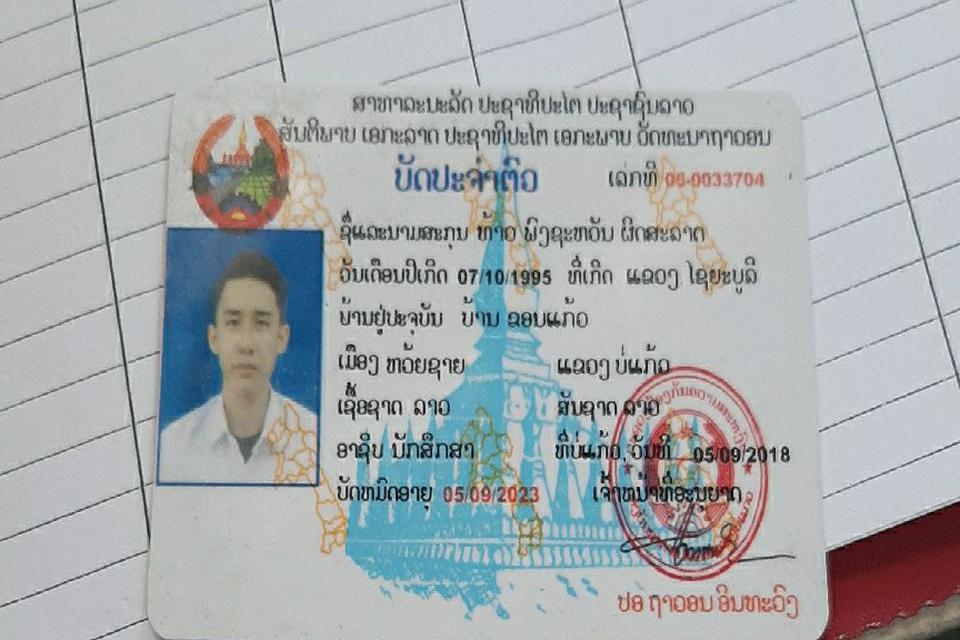 ສາທາລະນະລັດ ປະຊາທິປະໄຕ ປະຊາຊົນລາວ
ສັນຕິພາບ ເອກະລາດ ປະຊາທິປະໄຕ ເອກະພາບ ວັດທະນາຖາວອນ
ບັດປະຈຳຕົວ ເລກທີ 06-0033704
ຊື່ແລະນາມສະກຸນ ທ້າວ ພົງຊະຫວັນ ຜິດສະລາດ
ວັນເດືອນປີເກີດ 07/10/1995 ທີ່ເກີດ ແຂວງ ໄຊຍະບູລີ
ບ້ານຢູ່ປະຈຸບັນ ບ້ານ ຂອນແກ້ວ
ເມືອງ ຫ້ວຍຊາຍ ແຂວງ ບໍ່ແກ້ວ
ເຊື້ອຊາດ ລາວ ສັນຊາດ ລາວ
ອາຊີບ ນັກສຶກສາ ທີ່ບໍ່ແກ້ວ, ວັນທີ 05/09/2018
ບັດຫມົດອາຍຸ 05/09/2023 ເຈົ້າຫນ້າທີ່ອະນຸຍາດ
ປອ ຖາວອນ ອິນທະວົງ